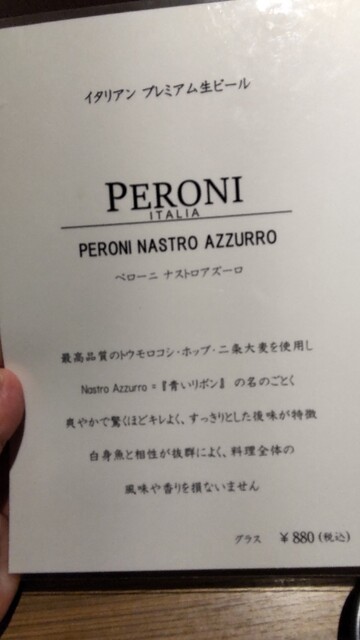 イタリアン プレミアム生ビール
PERONI
ITALIA
PERONI NASTRO AZZURRO
ペローニ ナストロアズーロ
最高品質のトウモロコシ・ホップ・二条大麦を使用し
Nastro Azzurro =『青いリボン』 の名のごとく
爽やかで驚くほどキレよく、すっきりとした後味が特徴
白身魚と相性が抜群によく、料理全体の
風味や香りを損ないません
グラス ￥880 (税込)